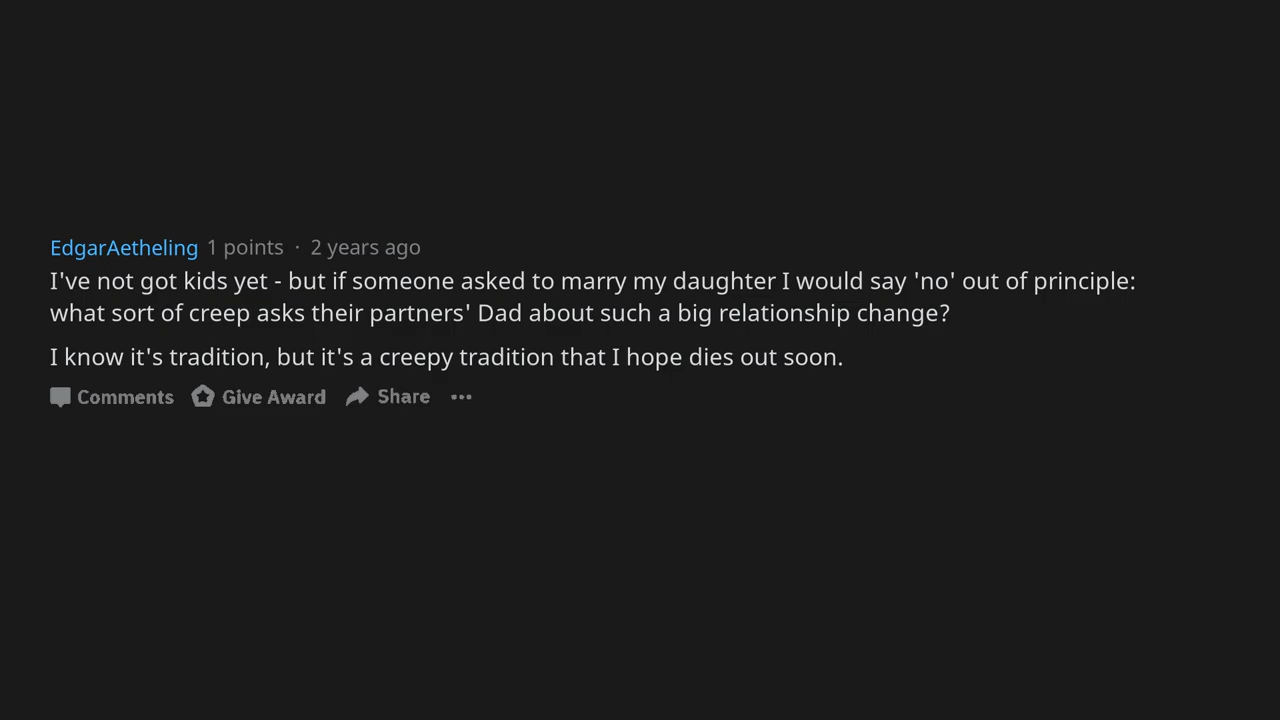 EdgarAetheling 1 points · 2 years ago
I've not got kids yet - but if someone asked to marry my daughter I would say 'no' out of principle:
what sort of creep asks their partners' Dad about such a big relationship change?
I know it's tradition, but it's a creepy tradition that I hope dies out soon.
Comments Give Award Share ...